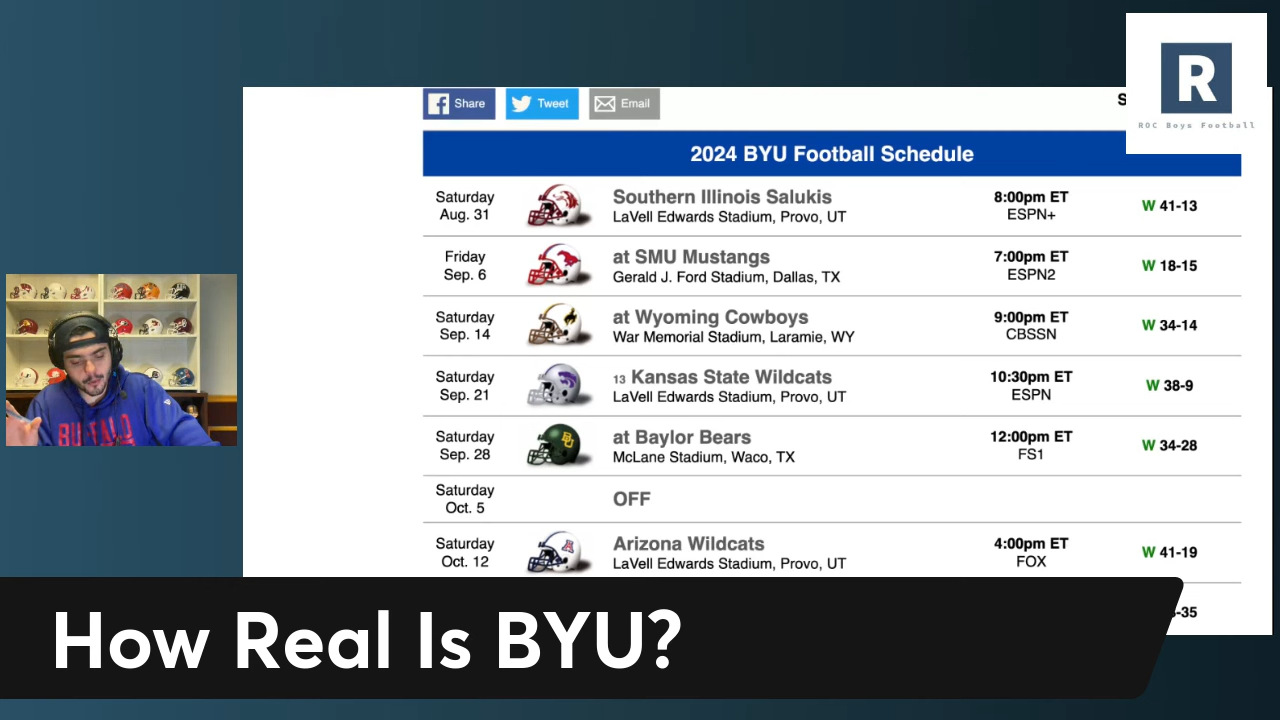 Share
Tweet
Email
S
R
ROC Boys Football
2024 BYU Football Schedule
Saturday
Aug. 31
Southern Illinois Salukis
LaVell Edwards Stadium, Provo, UT
8:00pm ET
ESPN+
W 41-13
Friday
Sep. 6
at SMU Mustangs
Gerald J. Ford Stadium, Dallas, TX
7:00pm ET
ESPN2
W 18-15
Saturday
Sep. 14
at Wyoming Cowboys
War Memorial Stadium, Laramie, WY
9:00pm ET
CBSSN
W 34-14
Saturday
Sep. 21
13 Kansas State Wildcats
LaVell Edwards Stadium, Provo, UT
10:30pm ET
ESPN
W 38-9
Saturday
Sep. 28
at Baylor Bears
McLane Stadium, Waco, TX
12:00pm ET
FS1
W 34-28
Saturday
Oct. 5
OFF
Saturday
Oct. 12
Arizona Wildcats
LaVell Edwards Stadium, Provo, UT
4:00pm ET
FOX
W 41-19
-35
BUFFALO
How Real Is BYU?